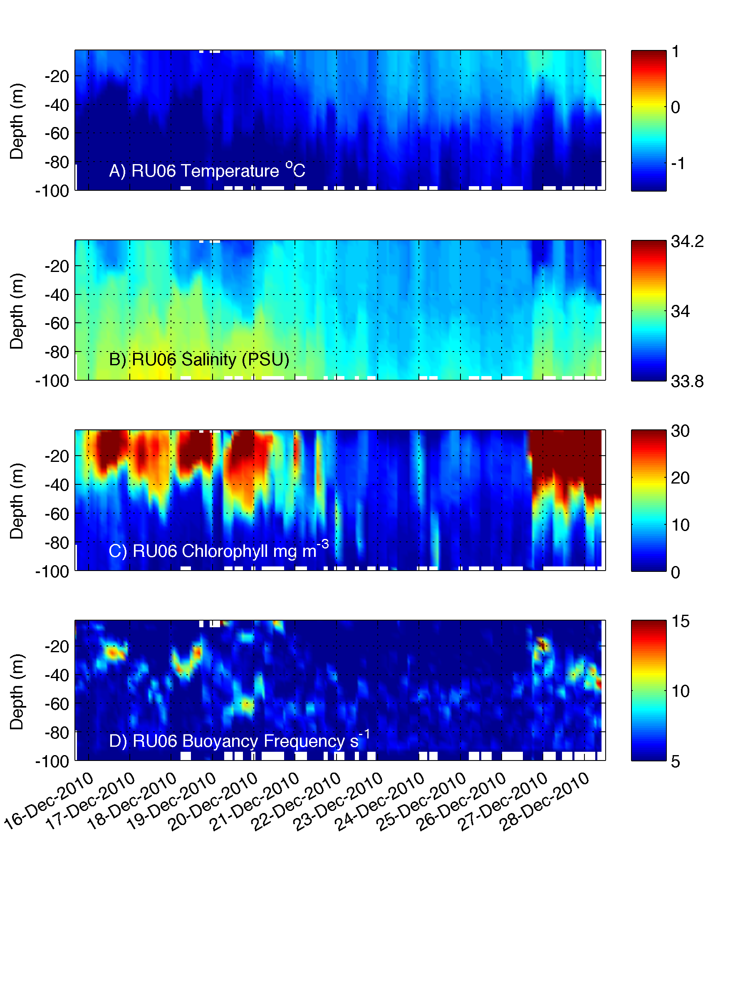 1
0
-1
-20
-40
-60
-80
-100
Depth (m)
A) RU06 Temperature °C
34.2
34
33.8
-20
-40
-60
-80
-100
Depth (m)
B) RU06 Salinity (PSU)
30
20
10
0
-20
-40
-60
-80
-100
Depth (m)
C) RU06 Chlorophyll mg m-3
15
10
5
-20
-40
-60
-80
-100
Depth (m)
D) RU06 Buoyancy Frequency s-1
16-Dec-2010
17-Dec-2010
18-Dec-2010
19-Dec-2010
20-Dec-2010
21-Dec-2010
22-Dec-2010
23-Dec-2010
24-Dec-2010
25-Dec-2010
26-Dec-2010
27-Dec-2010
28-Dec-2010